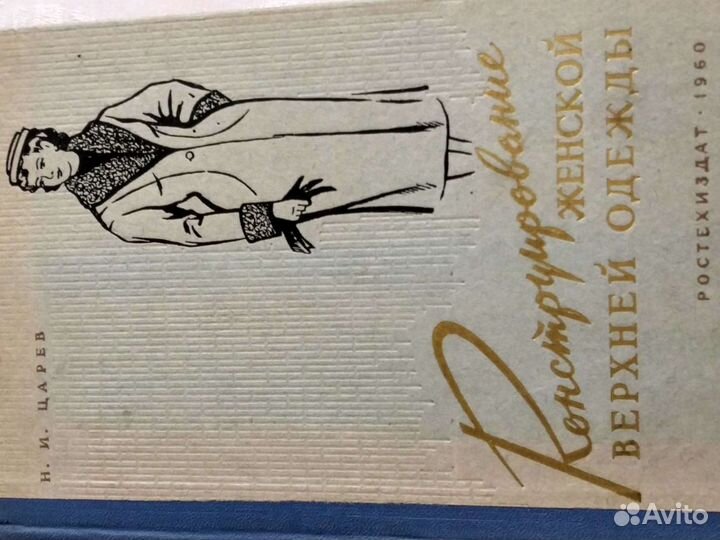 Н. И. ЦАРЕВ
Конструирование
ЖЕНСКОЙ
ВЕРХНЕЙ ОДЕЖДЫ
РОСТЕХИЗДАТ · 1960
Avito